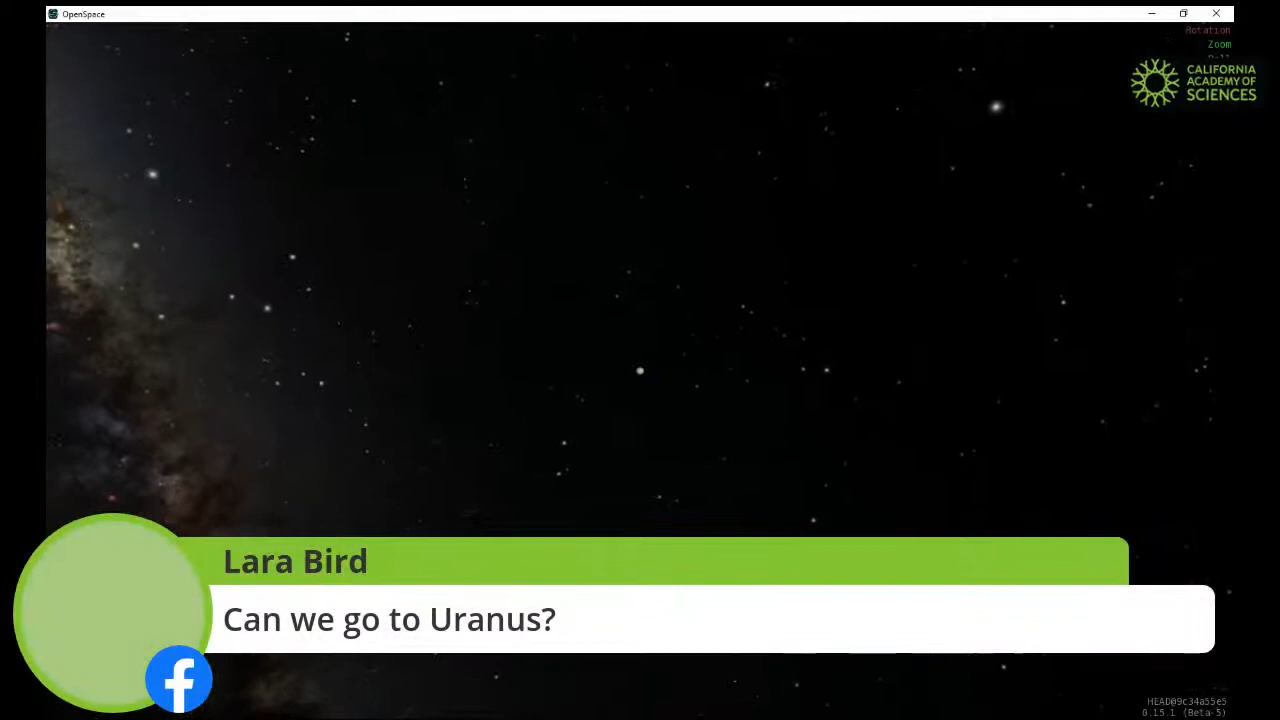 OpenSpace
Rotation
Zoom
CALIFORNIA
ACADEMY OF
SCIENCES
Lara Bird
Can we go to Uranus?
HEAD@9c34a55e5
0.15.1 (Beta-5)